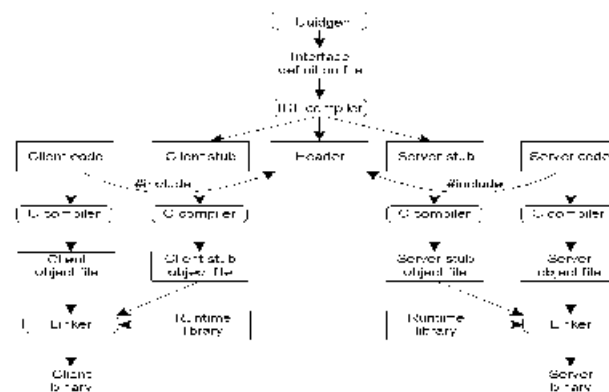 Uuidgen
Interface
definition file
IDL compiler
Client code
Client stub
Header
Server stub
Server code
#include
#include
C compiler
C compiler
C compiler
C compiler
Client
object file
Client stub
object file
Server stub
object file
Server
object file
Linker
Runtime
library
Runtime
library
Linker
Client
binary
Server
binary